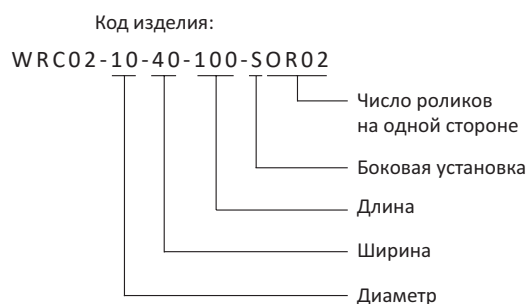 Код изделия:
WRC02-10-40-100-SOR02
Число роликов
на одной стороне
Боковая установка
Длина
Ширина
Диаметр